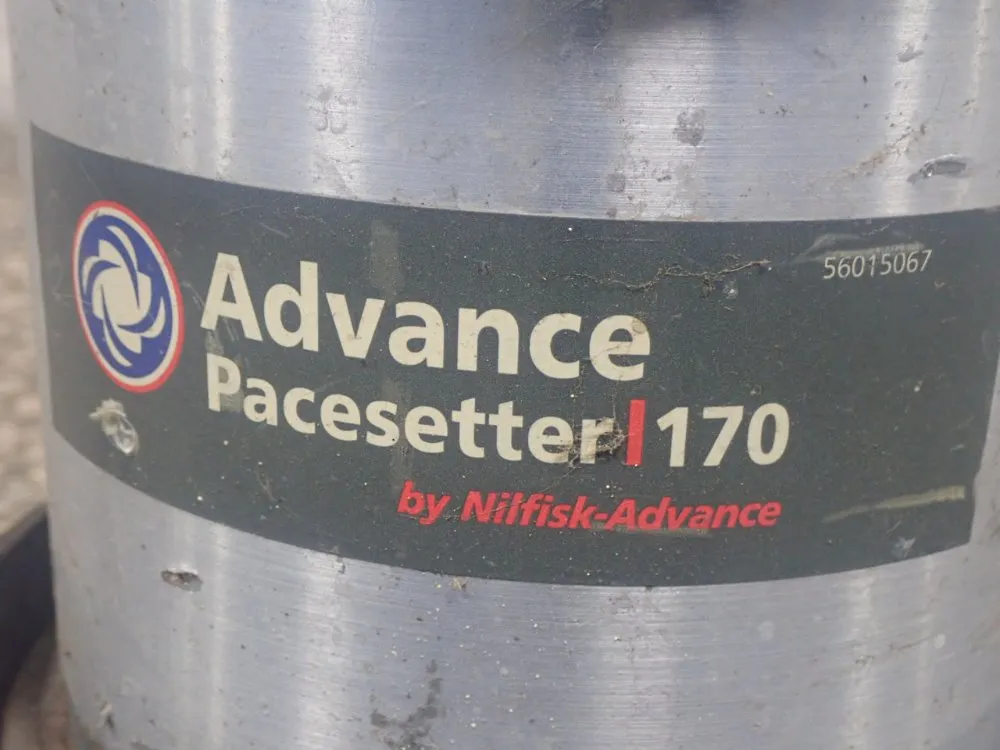 56015067
Advance
Pacesetter|170
by Nilfisk-Advance